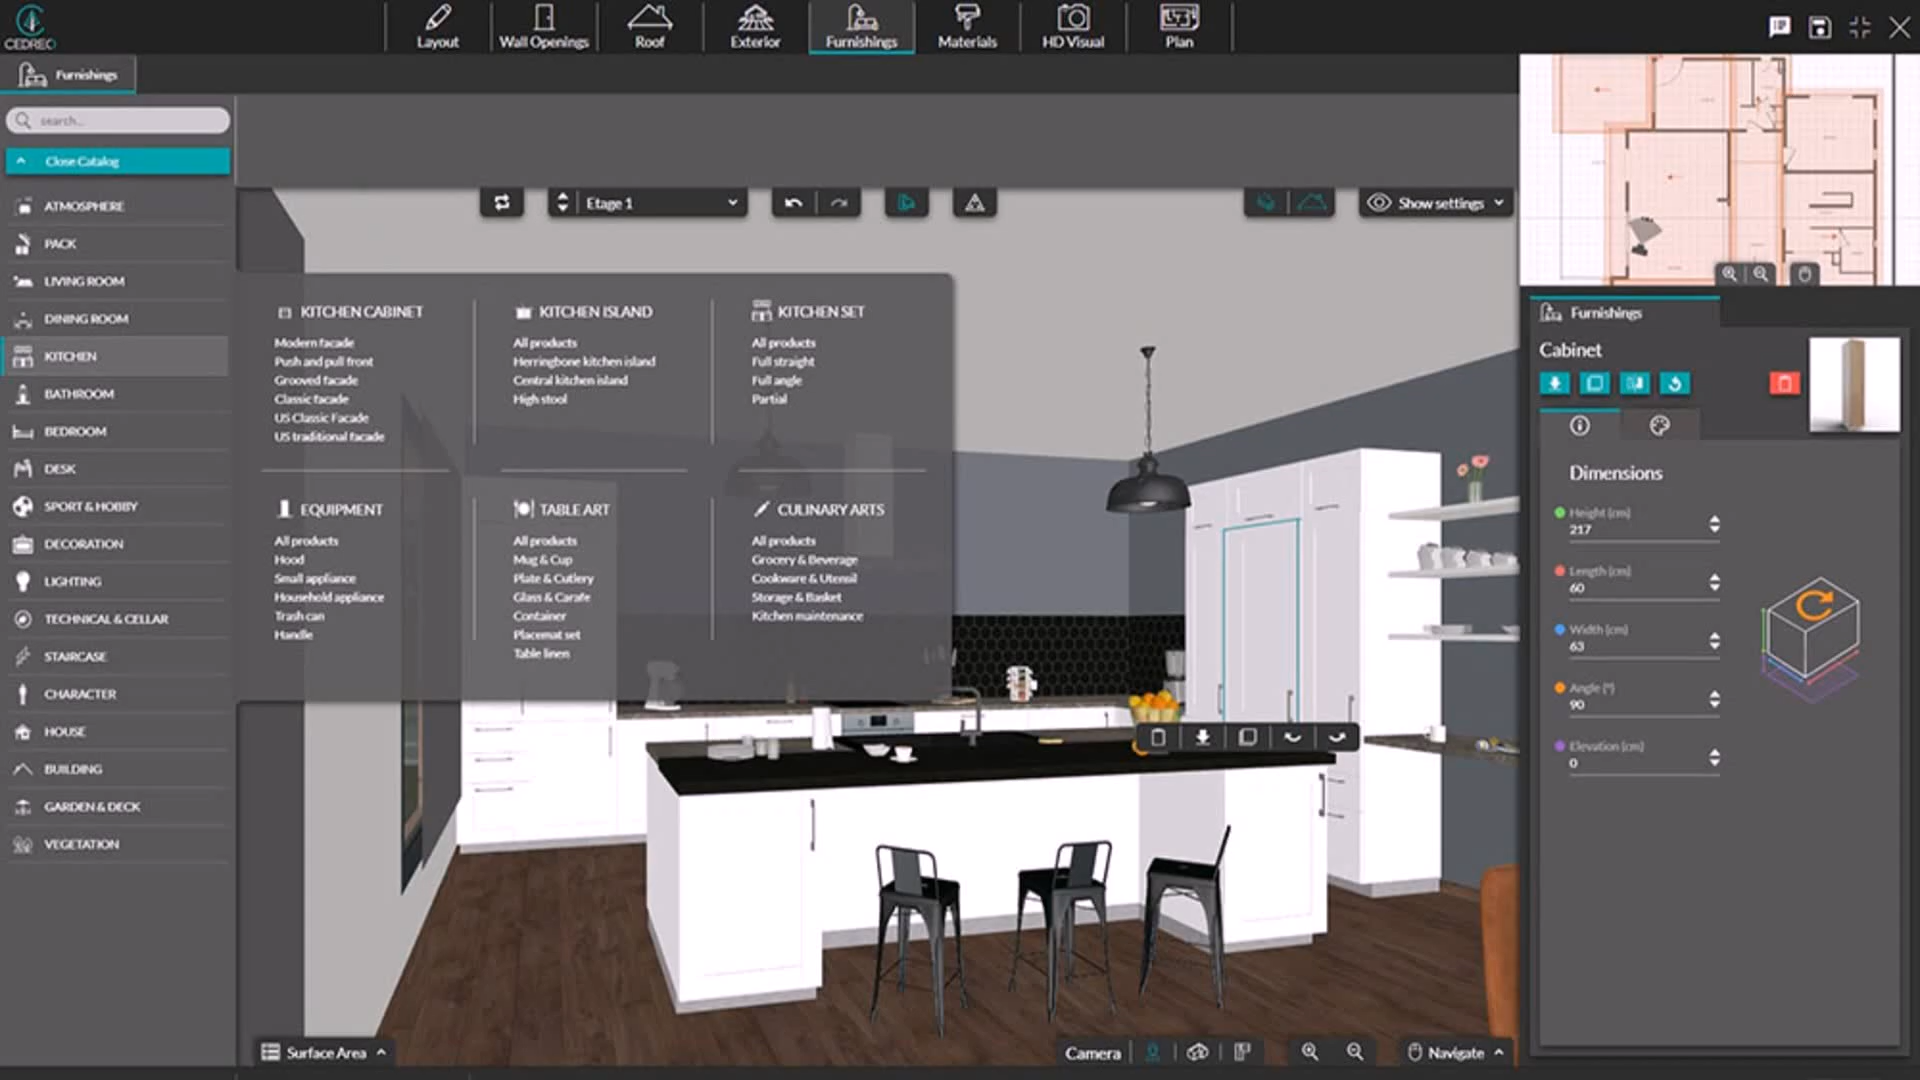 CEDREO
Layout
Wall Openings
Roof
Exterior
Furnishings
Materials
HD Visual
Plan
Furnishings
search...
Close Catalog
ATMOSPHERE
PACK
LIVING ROOM
DINING ROOM
KITCHEN
BATHROOM
BEDROOM
DESK
SPORT & HOBBY
DECORATION
LIGHTING
TECHNICAL & CELLAR
STAIRCASE
CHARACTER
HOUSE
BUILDING
GARDEN & DECK
VEGETATION
Etage 1
Show settings
KITCHEN CABINET
Modern facade
Push and pull front
Grooved facade
Classic facade
US Classic Facade
US traditional facade
KITCHEN ISLAND
All products
Herringbone kitchen island
Central kitchen island
High stool
KITCHEN SET
All products
Full straight
Full angle
Partial
EQUIPMENT
All products
Hood
Small appliance
Household appliance
Trash can
Handle
TABLE ART
All products
Mug & Cup
Plate & Cutlery
Glass & Carafe
Container
Placemat set
Table linen
CULINARY ARTS
All products
Grocery & Beverage
Cookware & Utensil
Storage & Basket
Kitchen maintenance
Surface Area
Camera
Navigate
Furnishings
Cabinet
Dimensions
Height (cm)
217
Length (cm)
60
Width (cm)
63
Angle (°)
90
Elevation (cm)
0